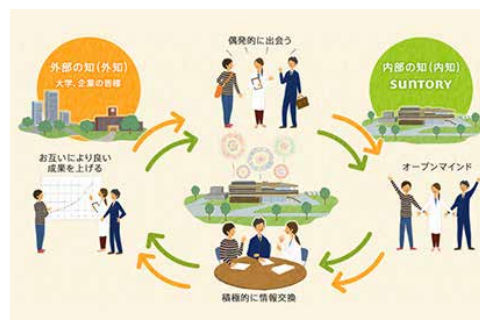 外部の知(外知)
大学、企業の皆様
偶発的に出会う
内部の知(内知)
SUNTORY
お互いにより良い
成果を上げる
オープンマインド
積極的に情報交換